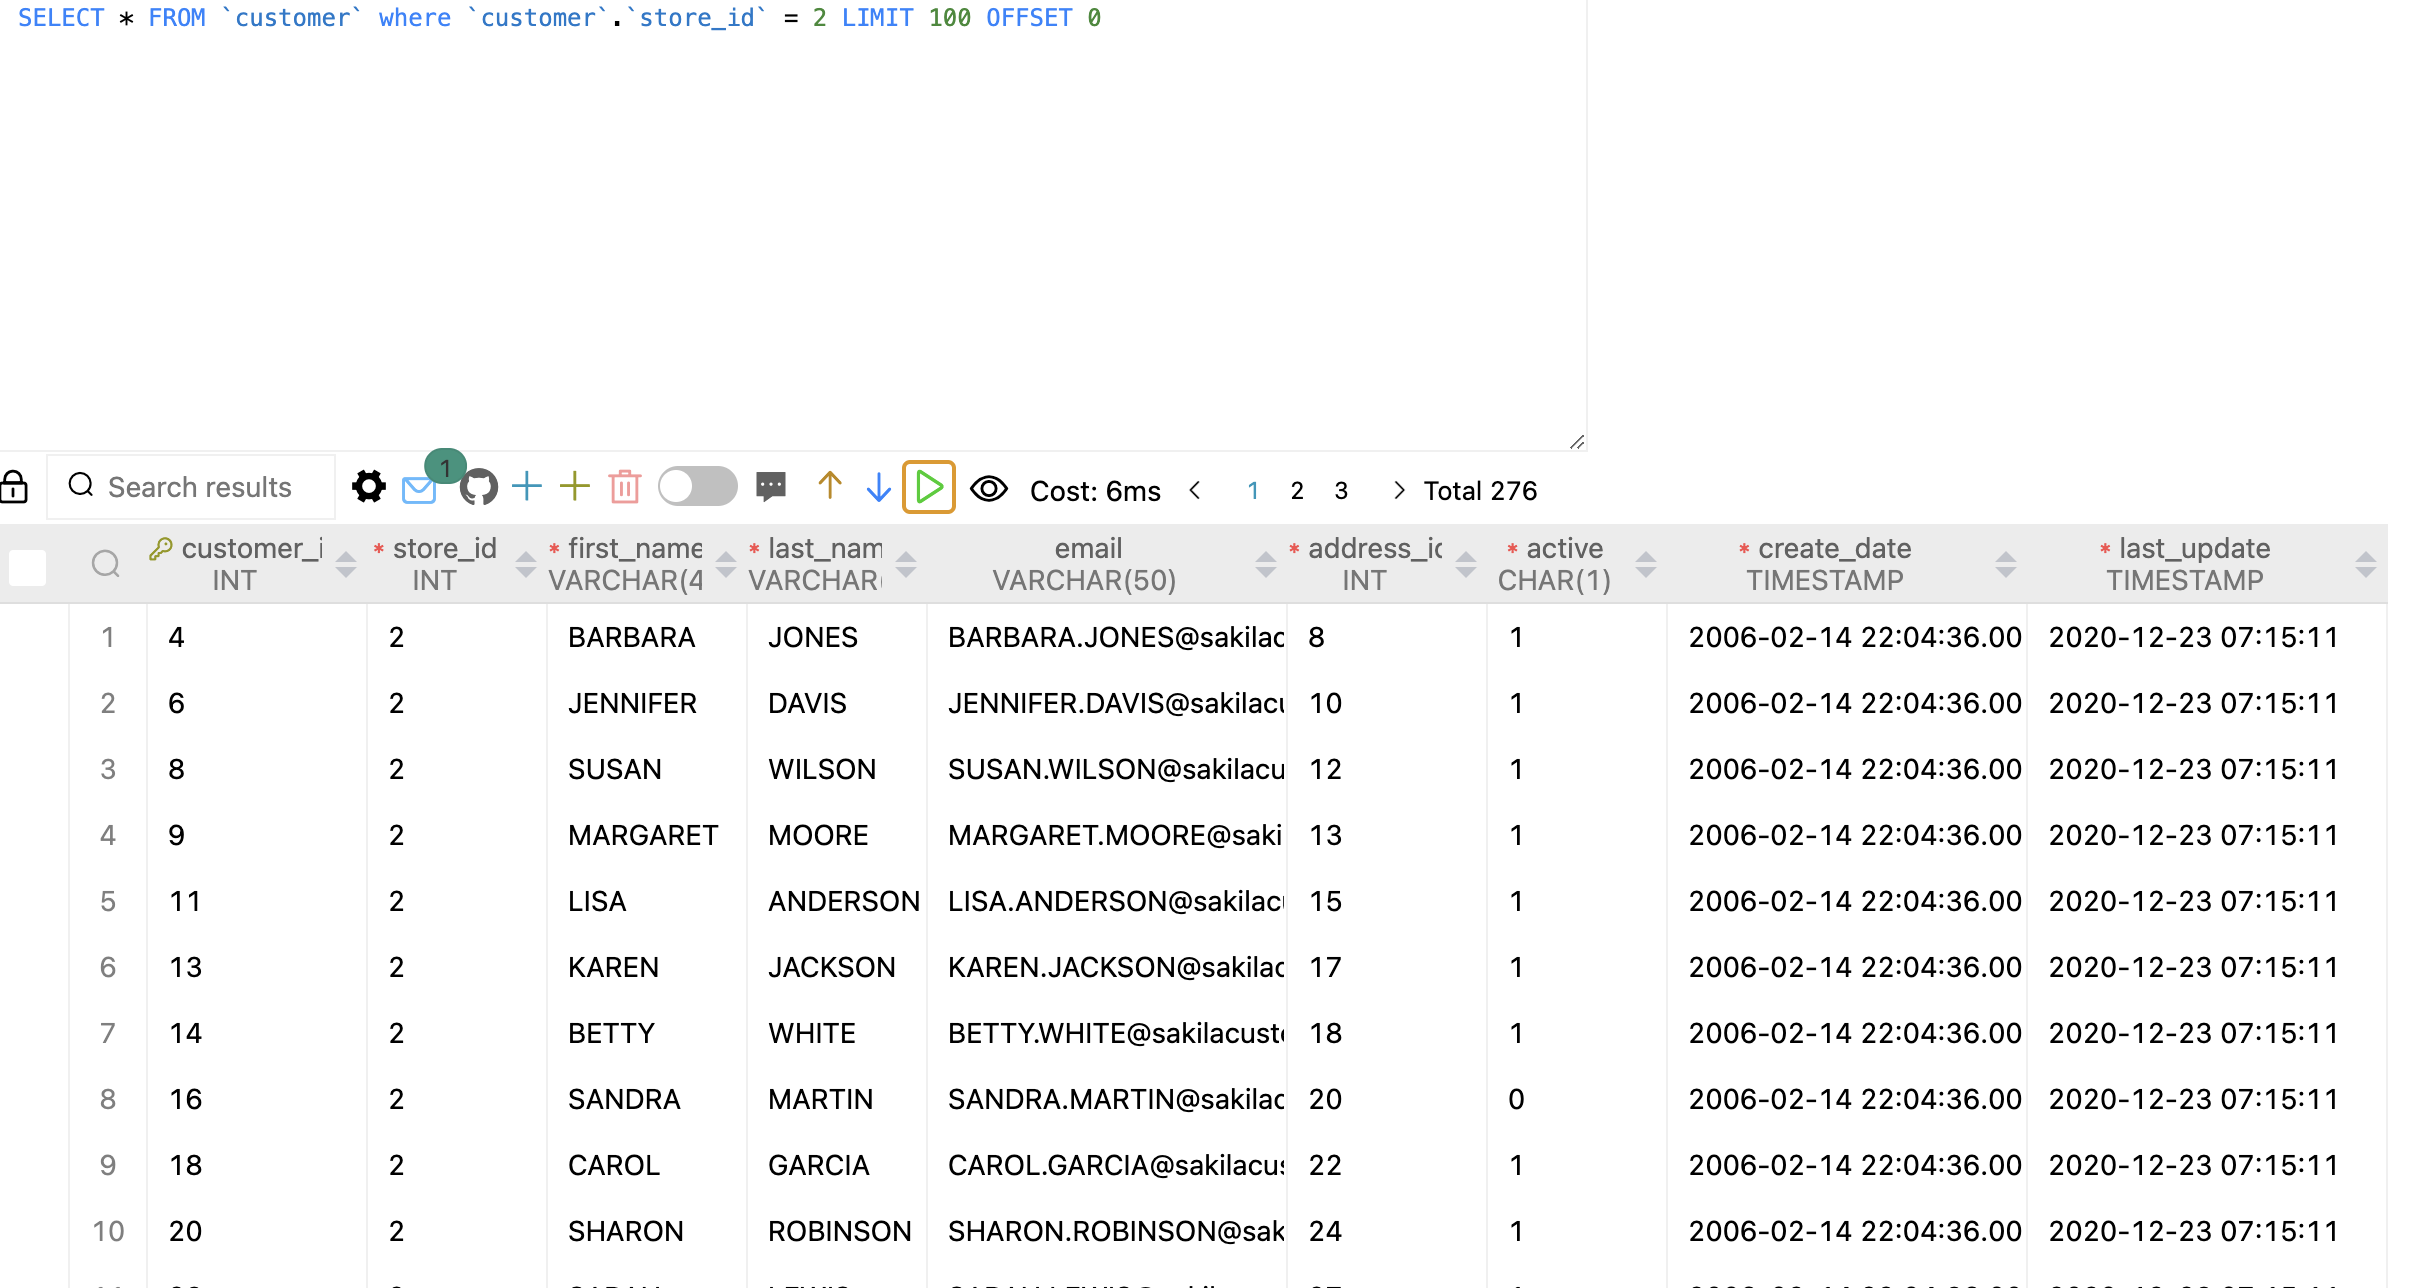 SELECT * FROM `customer` where `customer`.`store_id` = 2 LIMIT 100 OFFSET 0
Search results 1 Cost: 6ms 1 2 3 Total 276
customer_i * store_id * first_name * last_nam email * address_id * active * create_date * last_update
INT INT VARCHAR(4 VARCHAR( VARCHAR(50) INT CHAR(1) TIMESTAMP TIMESTAMP
1 4 2 BARBARA JONES BARBARA.JONES@sakilac 8 1 2006-02-14 22:04:36.00 2020-12-23 07:15:11
2 6 2 JENNIFER DAVIS JENNIFER.DAVIS@sakilacu 10 1 2006-02-14 22:04:36.00 2020-12-23 07:15:11
3 8 2 SUSAN WILSON SUSAN.WILSON@sakilacu 12 1 2006-02-14 22:04:36.00 2020-12-23 07:15:11
4 9 2 MARGARET MOORE MARGARET.MOORE@saki 13 1 2006-02-14 22:04:36.00 2020-12-23 07:15:11
5 11 2 LISA ANDERSON LISA.ANDERSON@sakilacu 15 1 2006-02-14 22:04:36.00 2020-12-23 07:15:11
6 13 2 KAREN JACKSON KAREN.JACKSON@sakilac 17 1 2006-02-14 22:04:36.00 2020-12-23 07:15:11
7 14 2 BETTY WHITE BETTY.WHITE@sakilacuste 18 1 2006-02-14 22:04:36.00 2020-12-23 07:15:11
8 16 2 SANDRA MARTIN SANDRA.MARTIN@sakilac 20 0 2006-02-14 22:04:36.00 2020-12-23 07:15:11
9 18 2 CAROL GARCIA CAROL.GARCIA@sakilacus 22 1 2006-02-14 22:04:36.00 2020-12-23 07:15:11
10 20 2 SHARON ROBINSON SHARON.ROBINSON@sak 24 1 2006-02-14 22:04:36.00 2020-12-23 07:15:11